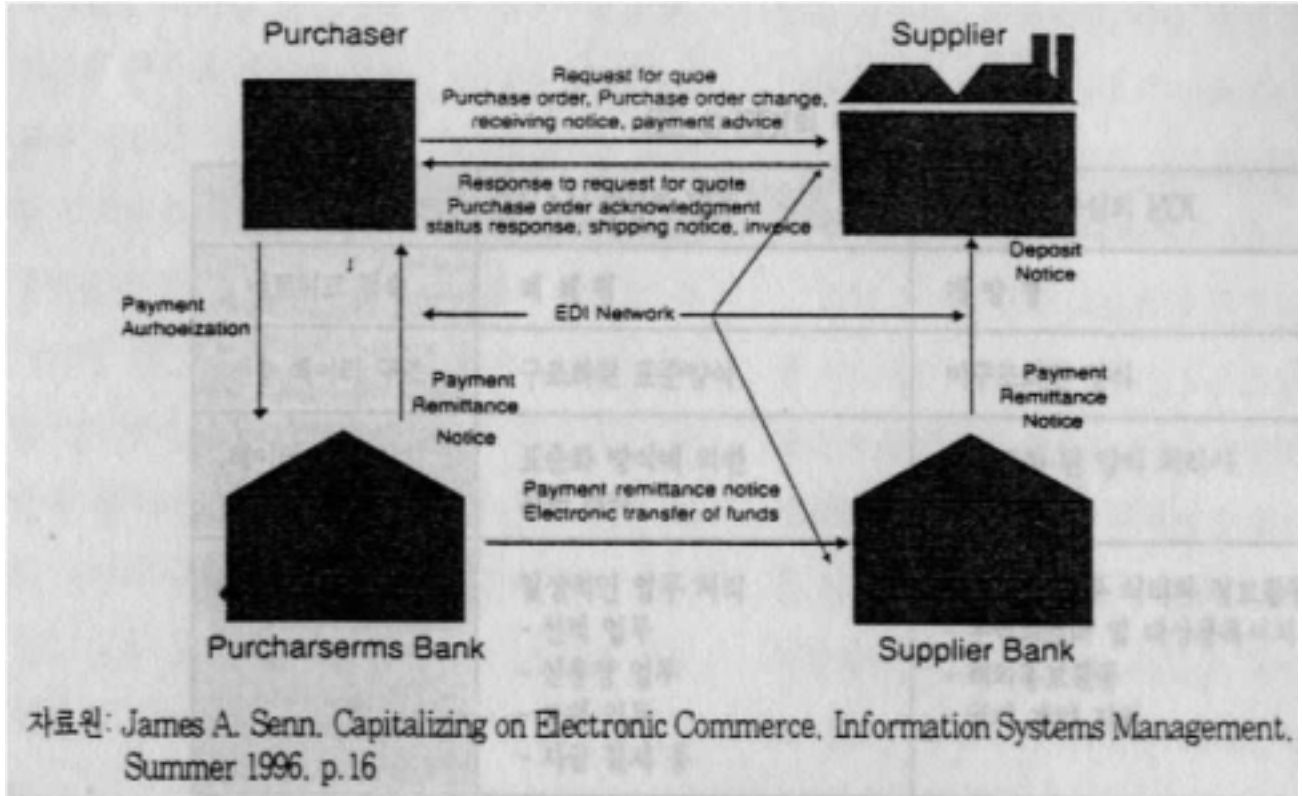 Purchaser
Supplier
Request for quoe
Purchase order, Purchase order change,
receiving notice, payment advice
Response to request for quote
Purchase order acknowledgment
status response, shipping notice, invoice
Deposit
Notice
Payment
Aurhoeization
EDI Network
Payment
Remittance
Notice
Payment
Remittance
Notice
Payment remittance notice
Electronic transfer of funds
Purcharserms Bank
Supplier Bank
자료원: James A. Senn. Capitalizing on Electronic Commerce. Information Systems Management.
Summer 1996. p.16